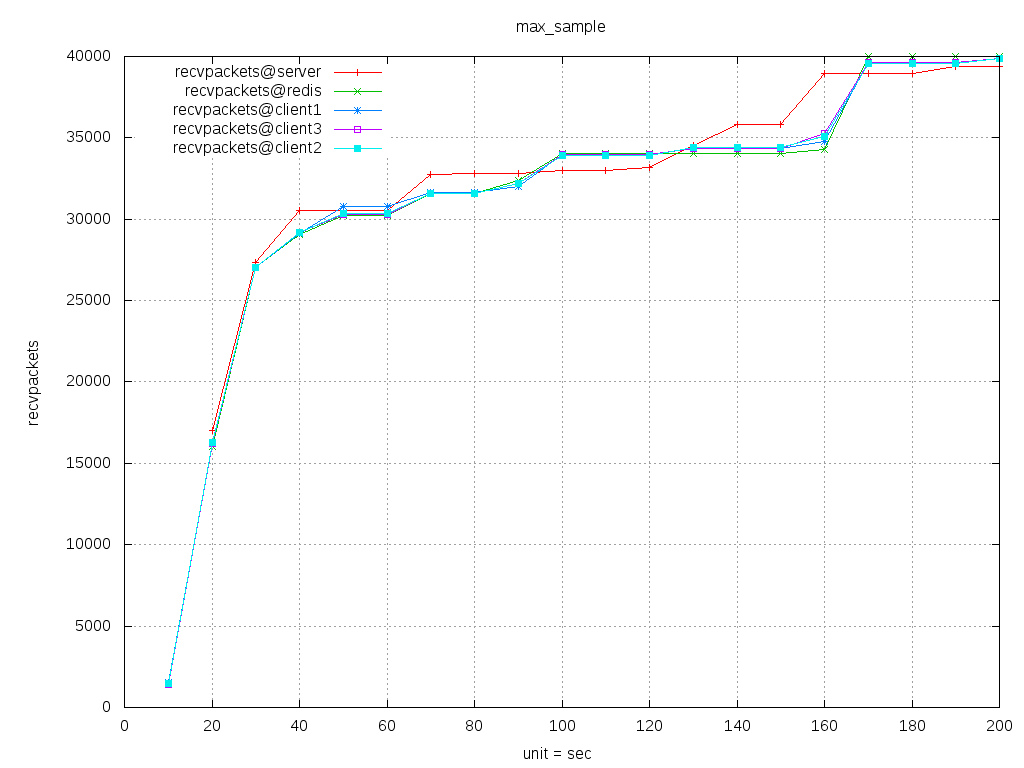 max_sample
recvpackets@server
recvpackets@redis
recvpackets@client1
recvpackets@client3
recvpackets@client2
40000
35000
30000
25000
20000
15000
10000
5000
0
recvpackets
0 20 40 60 80 100 120 140 160 180 200
unit = sec